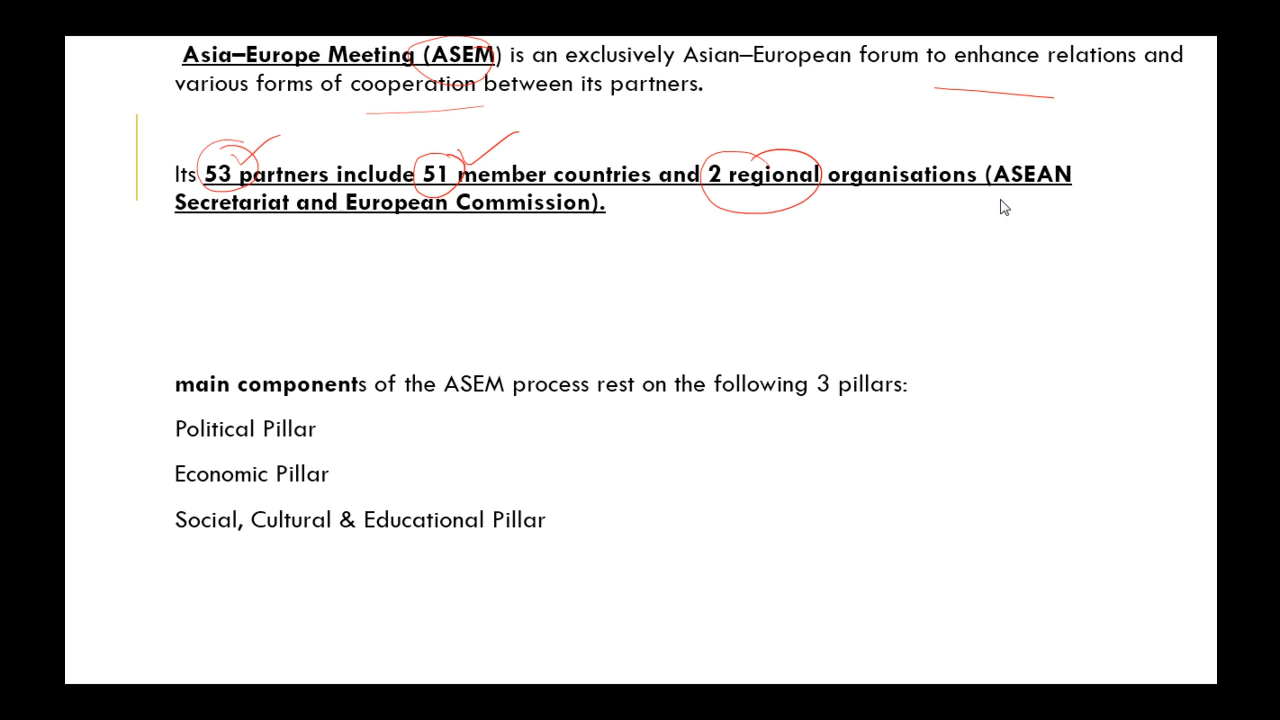 Asia–Europe Meeting (ASEM) is an exclusively Asian–European forum to enhance relations and
various forms of cooperation between its partners.
Its 53 partners include 51 member countries and 2 regional organisations (ASEAN
Secretariat and European Commission).
main components of the ASEM process rest on the following 3 pillars:
Political Pillar
Economic Pillar
Social, Cultural & Educational Pillar